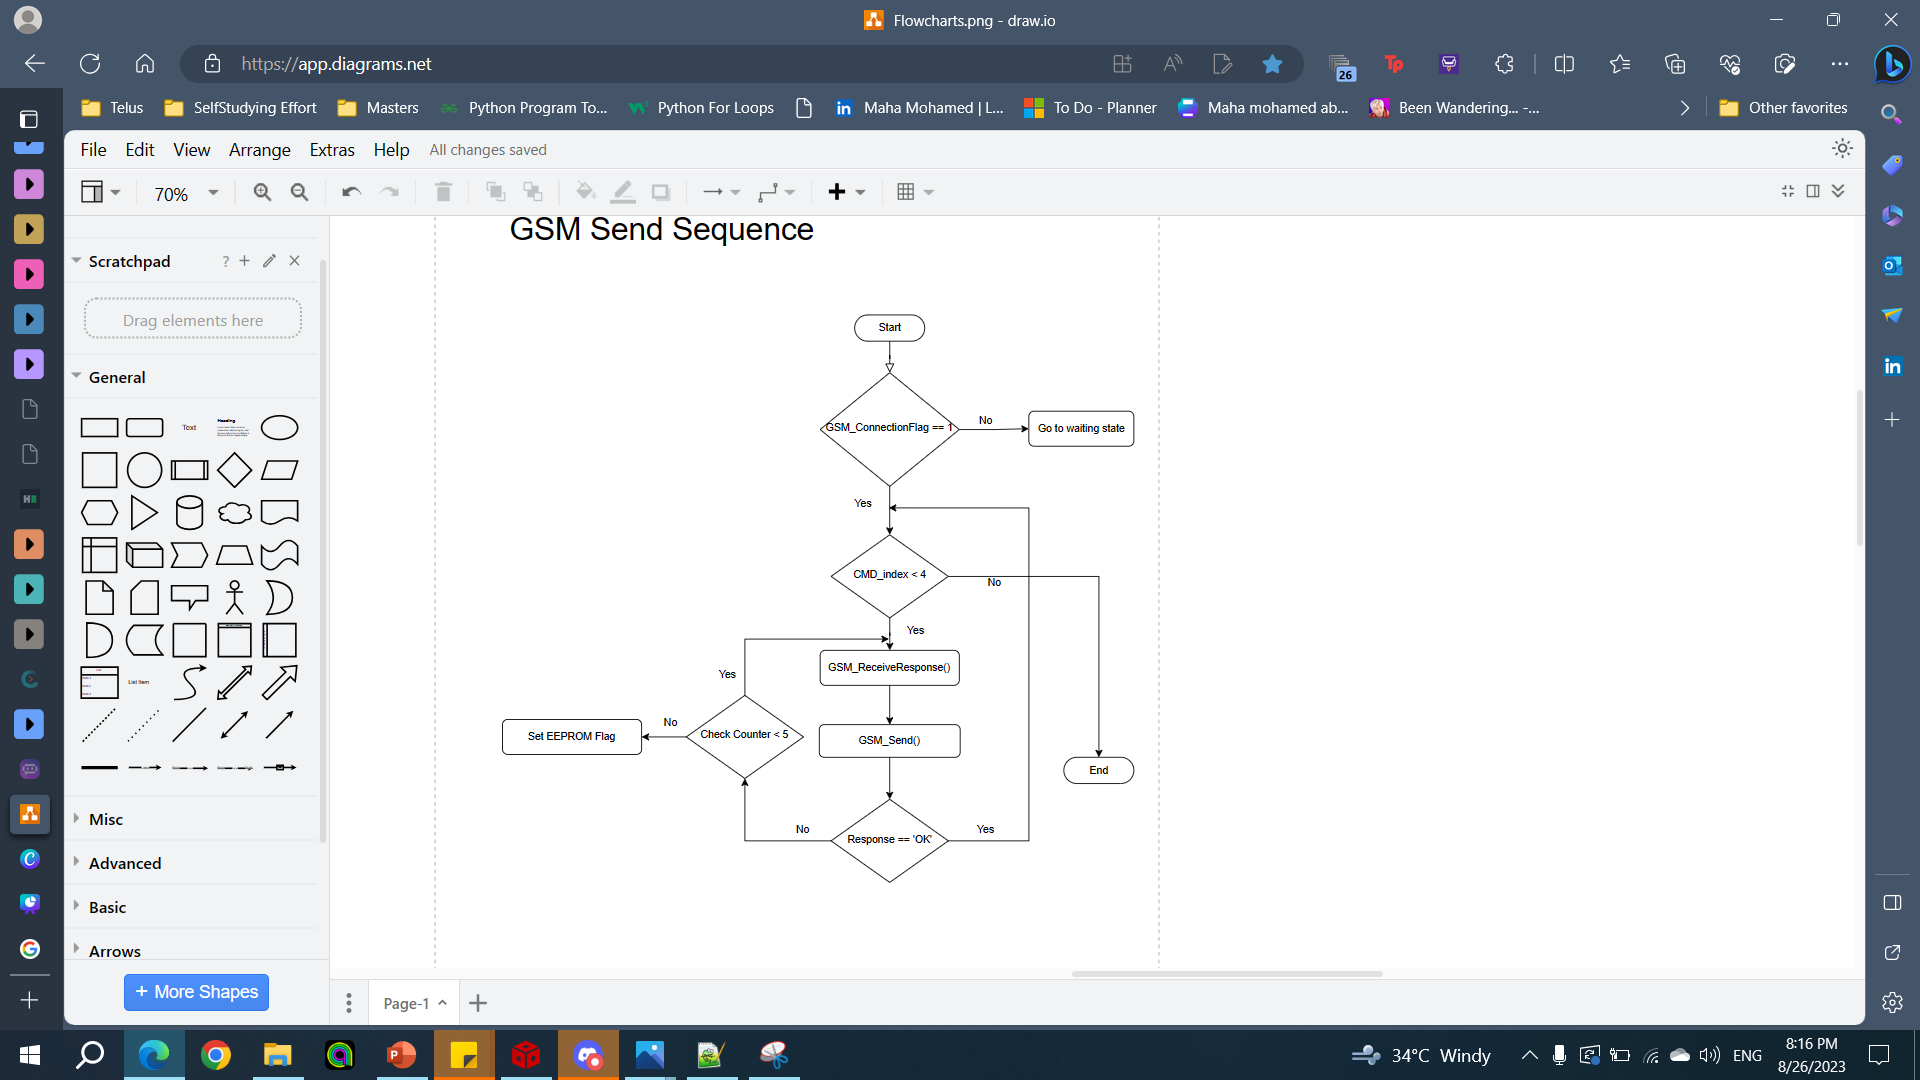 Flowcharts.png - draw.io
https://app.diagrams.net
26
Telus
SelfStudying Effort
Masters
Python Program To...
Python For Loops
Maha Mohamed | L...
To Do - Planner
Maha mohamed ab...
Been Wandering... -...
Other favorites
File Edit View Arrange Extras Help All changes saved
70%
GSM Send Sequence
Scratchpad
?
Drag elements here
General
Text
Heading
List Item
Misc
Advanced
Basic
Arrows
+ More Shapes
Start
GSM_ConnectionFlag == 1
No
Go to waiting state
Yes
CMD_index < 4
No
Yes
GSM_ReceiveResponse()
Yes
No
Set EEPROM Flag
Check Counter < 5
GSM_Send()
End
No
Response == 'OK'
Yes
Page-1
34°C Windy
ENG
8:16 PM
8/26/2023